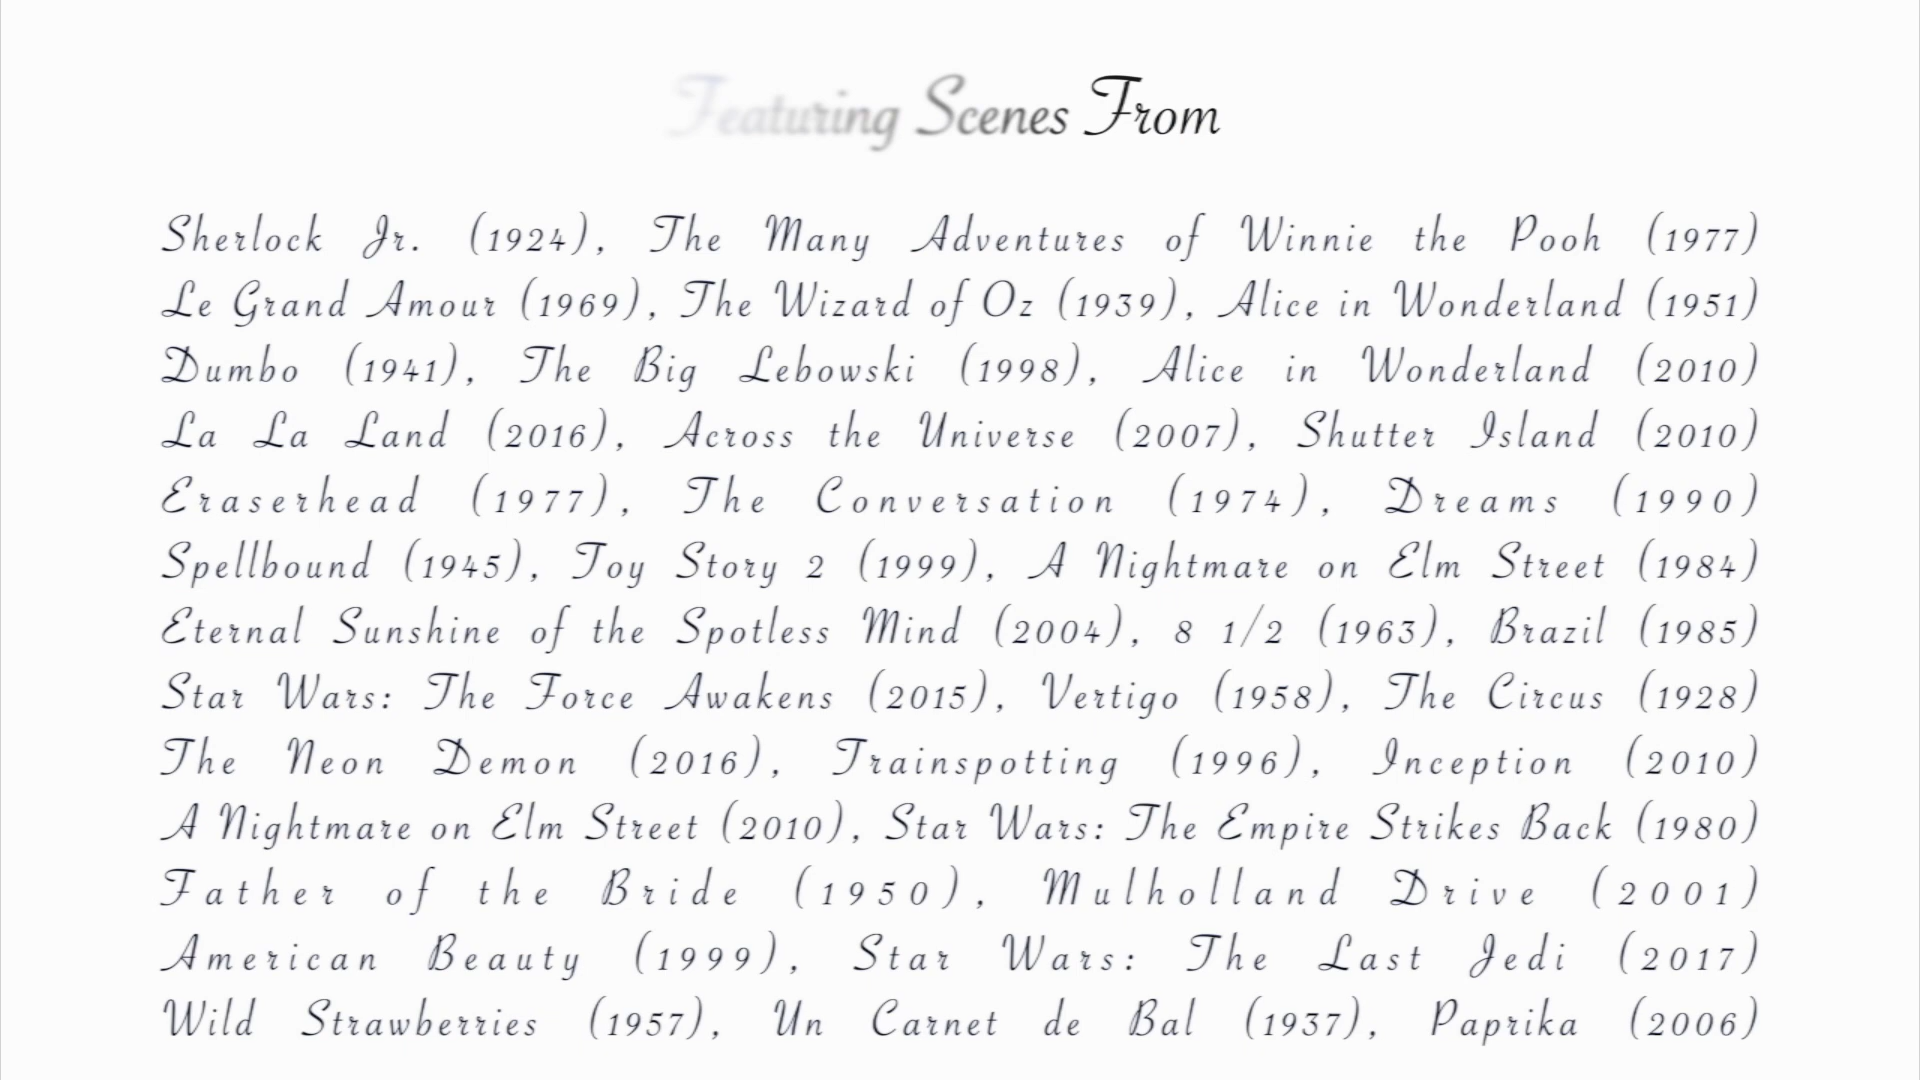 Featuring Scenes From
Sherlock Jr. (1924), The Many Adventures of Winnie the Pooh (1977)
Le Grand Amour (1969), The Wizard of Oz (1939), Alice in Wonderland (1951)
Dumbo (1941), The Big Lebowski (1998), Alice in Wonderland (2010)
La La Land (2016), Across the Universe (2007), Shutter Island (2010)
Eraserhead (1977), The Conversation (1974), Dreams (1990)
Spellbound (1945), Toy Story 2 (1999), A Nightmare on Elm Street (1984)
Eternal Sunshine of the Spotless Mind (2004), 8 1/2 (1963), Brazil (1985)
Star Wars: The Force Awakens (2015), Vertigo (1958), The Circus (1928)
The Neon Demon (2016), Trainspotting (1996), Inception (2010)
A Nightmare on Elm Street (2010), Star Wars: The Empire Strikes Back (1980)
Father of the Bride (1950), Mulholland Drive (2001)
American Beauty (1999), Star Wars: The Last Jedi (2017)
Wild Strawberries (1957), Un Carnet de Bal (1937), Paprika (2006)